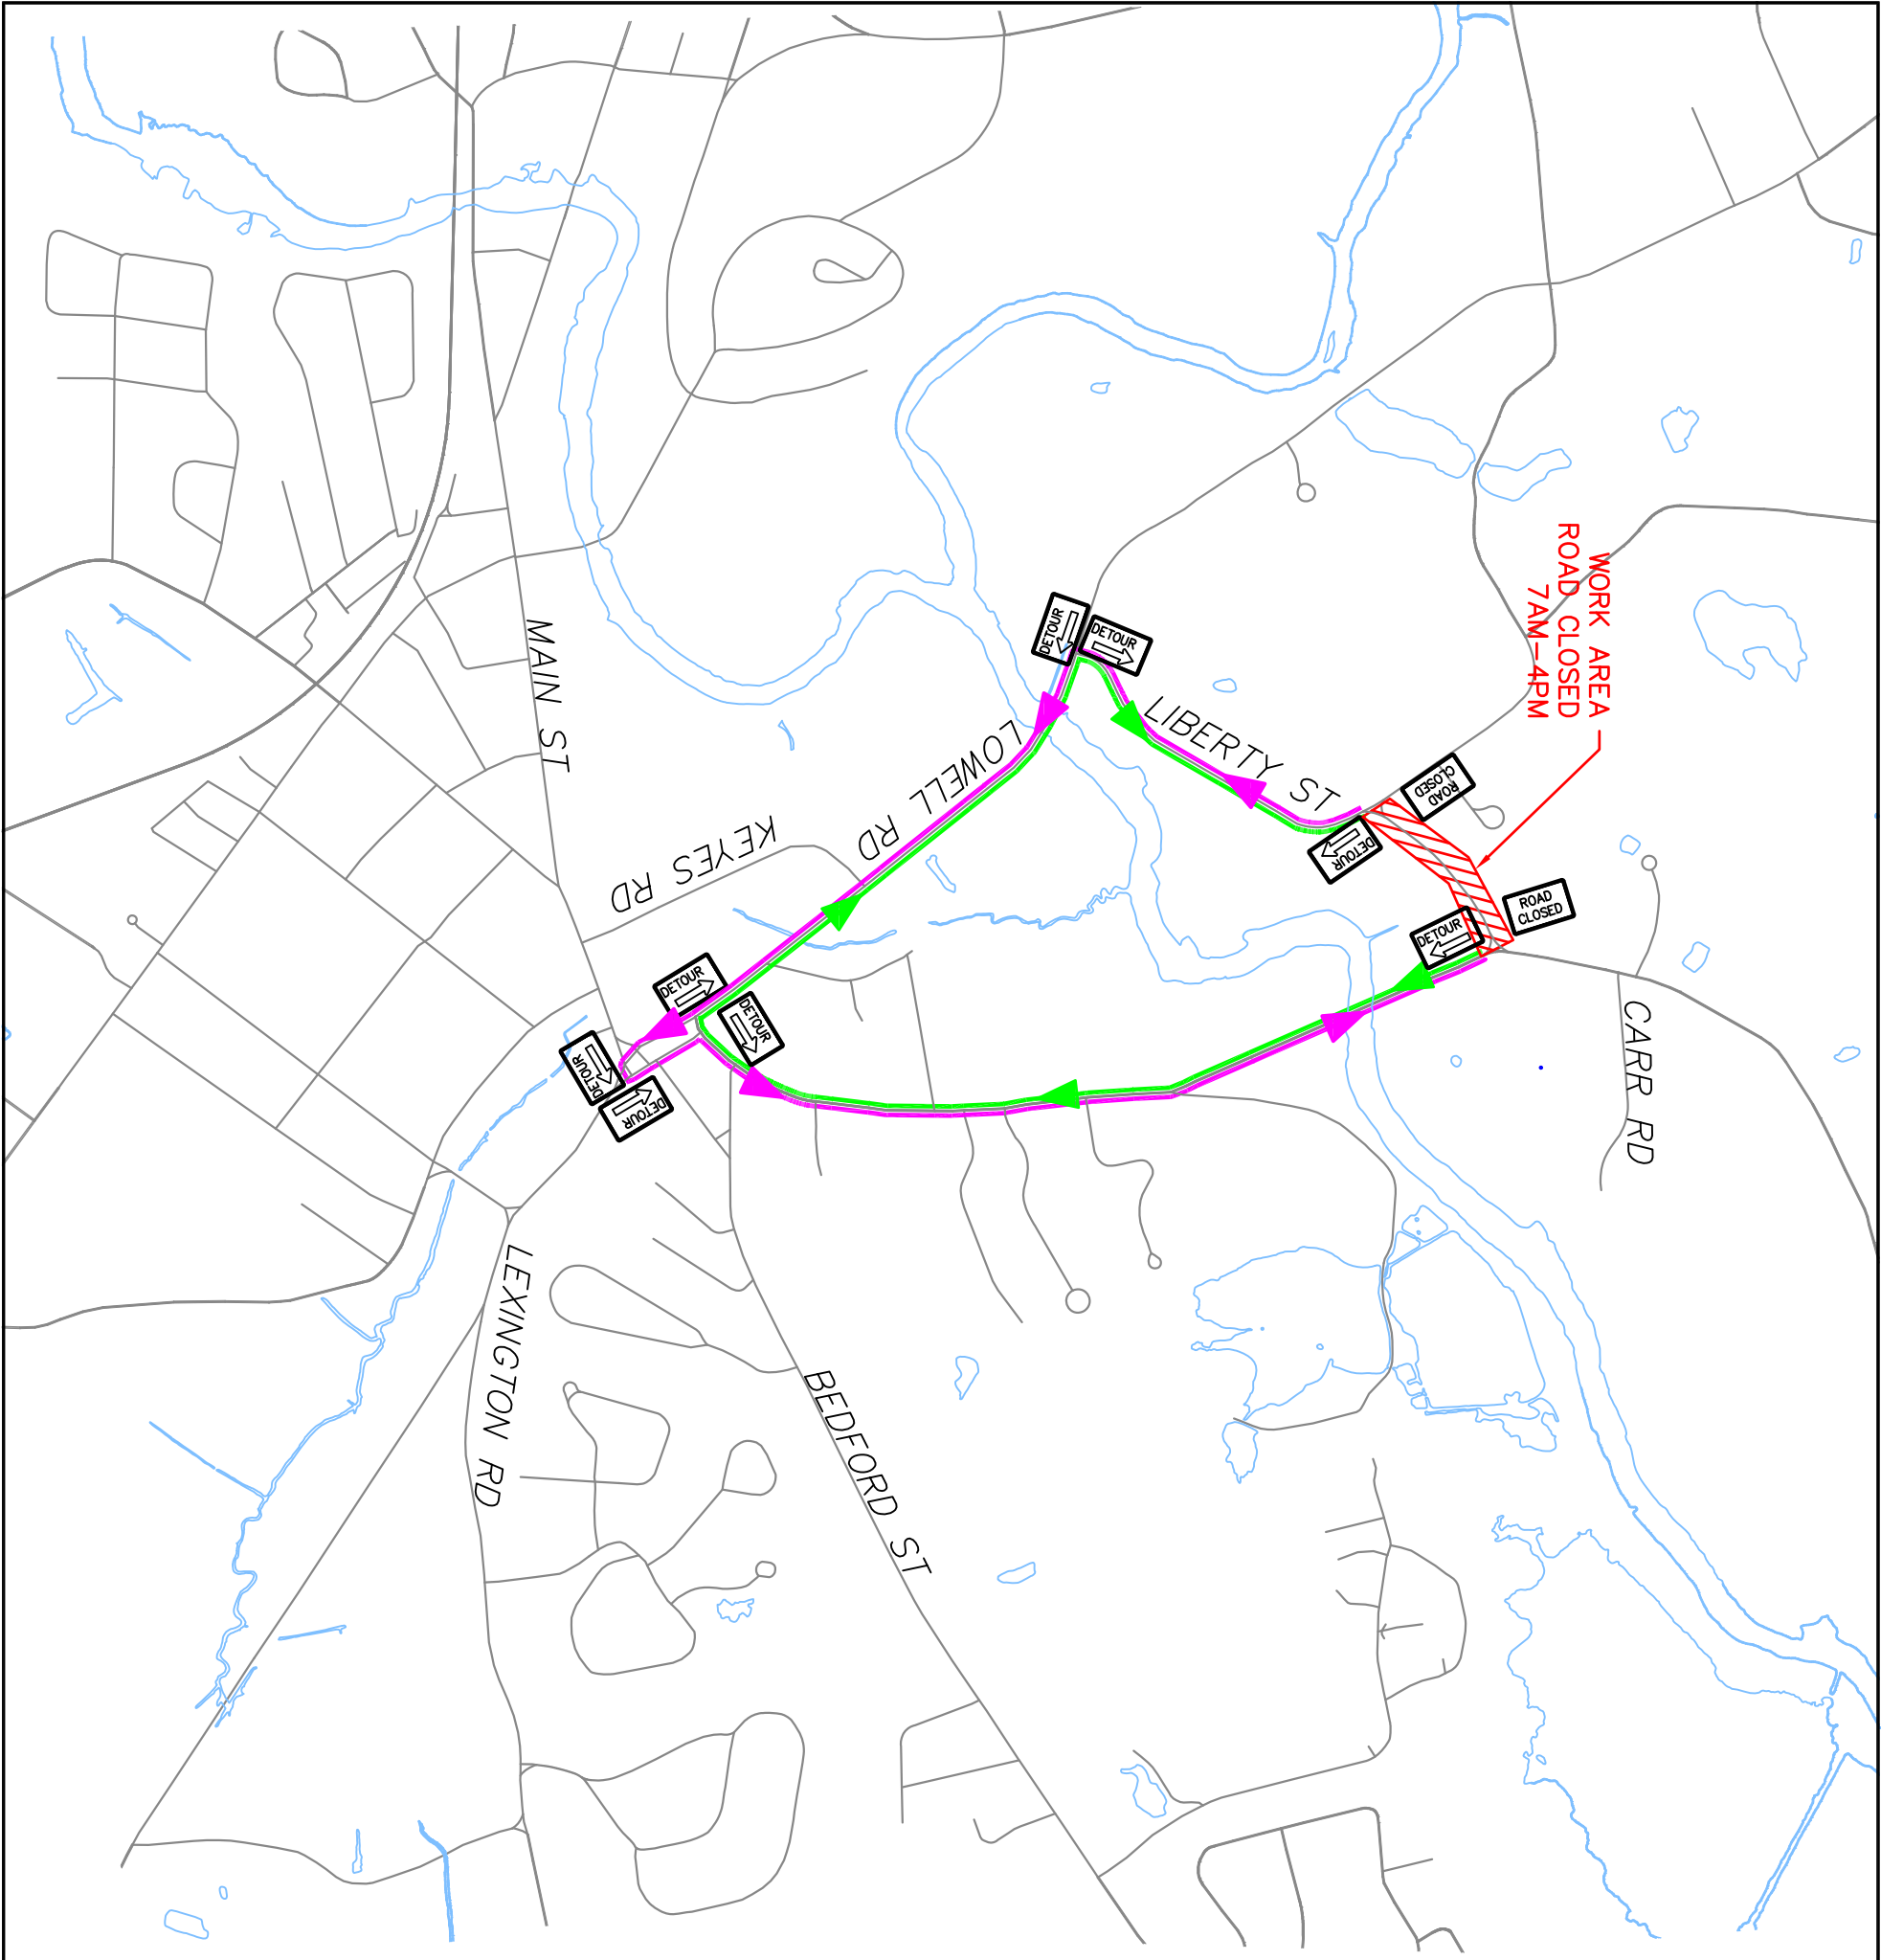 WORK AREA
ROAD CLOSED
7AM-4PM
DETOUR
DETOUR
LIBERTY ST
ROAD
CLOSED
DETOUR
ROAD
CLOSED
DETOUR
MAIN ST
LOWELL RD
KEYES RD
DETOUR
DETOUR
DETOUR
DETOUR
CARR RD
LEXINGTON RD
BEDFORD ST